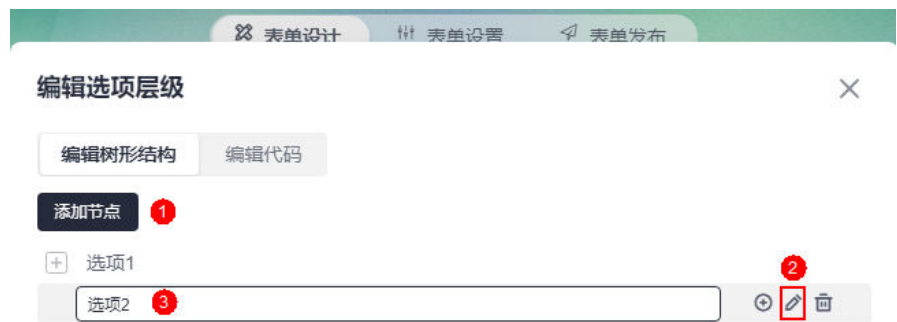 表单设计 表单设置 表单发布
编辑选项层级
编辑树形结构 编辑代码
添加节点 1
选项1
2
选项2 3